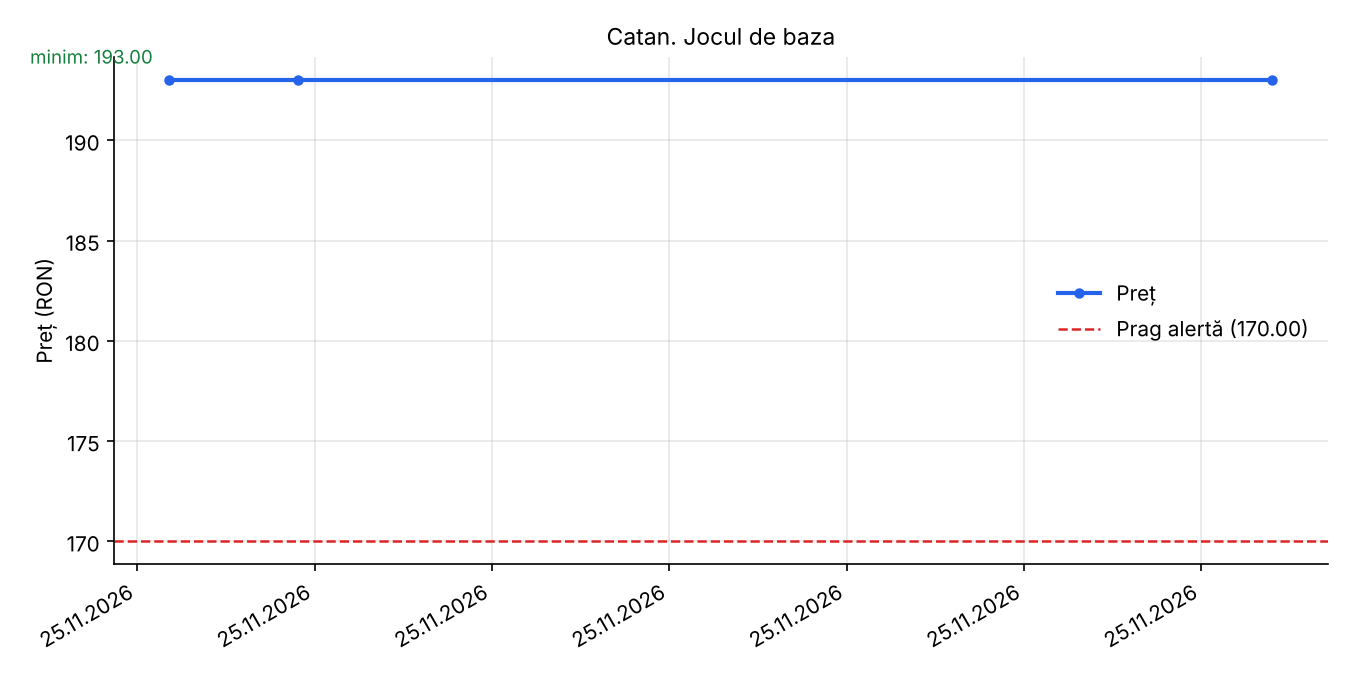 Catan. Jocul de baza
minim: 193.00
190
185
180
175
170
Preț (RON)
Preț
Prag alertă (170.00)
25.11.2026
25.11.2026
25.11.2026
25.11.2026
25.11.2026
25.11.2026
25.11.2026